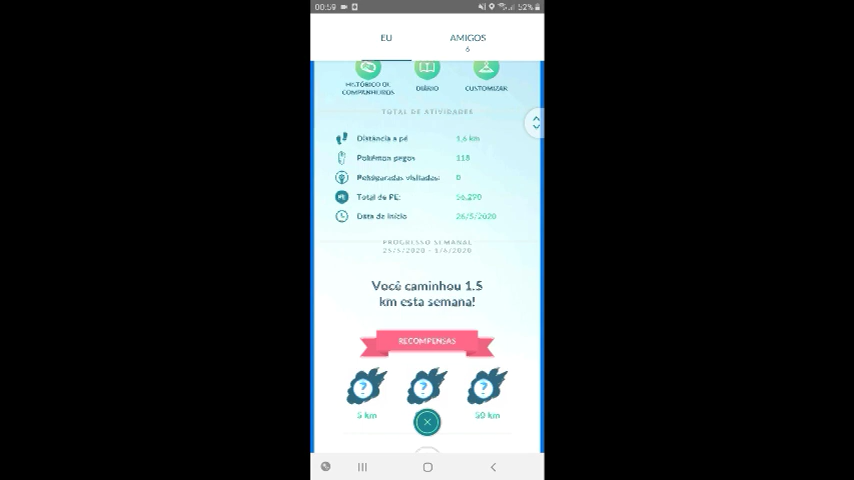 00:59
52%
EU
AMIGOS
6
HISTÓRICO DE
COMPANHEIROS
DIÁRIO
CUSTOMIZAR
TOTAL DE ATIVIDADES
Distância a pé 1,6 km
Pokémon pegos 118
Poképaradas visitadas: 0
Total de PE: 56,290
Data de início 26/5/2020
PROGRESSO SEMANAL
25/5/2020 - 1/6/2020
Você caminhou 1.5
km esta semana!
RECOMPENSAS
5 km
50 km